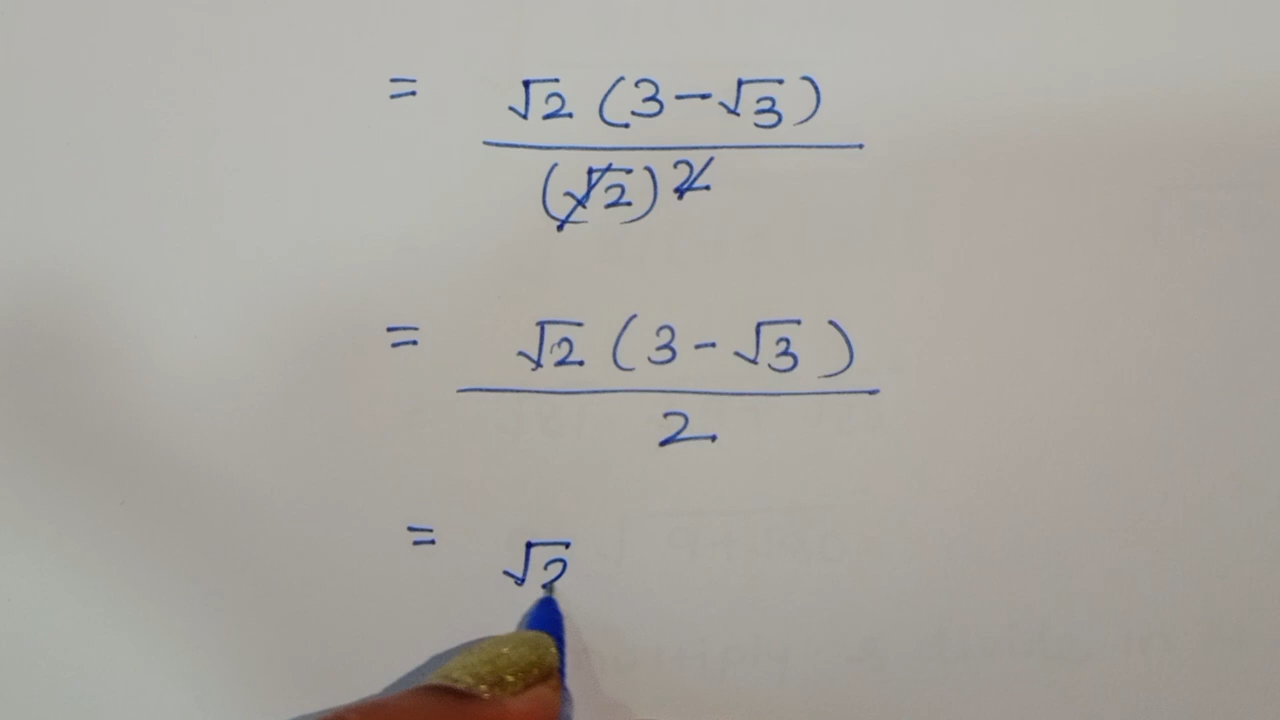 = √2 (3-√3)
(√2)2
= √2 (3-√3)
2
= √2